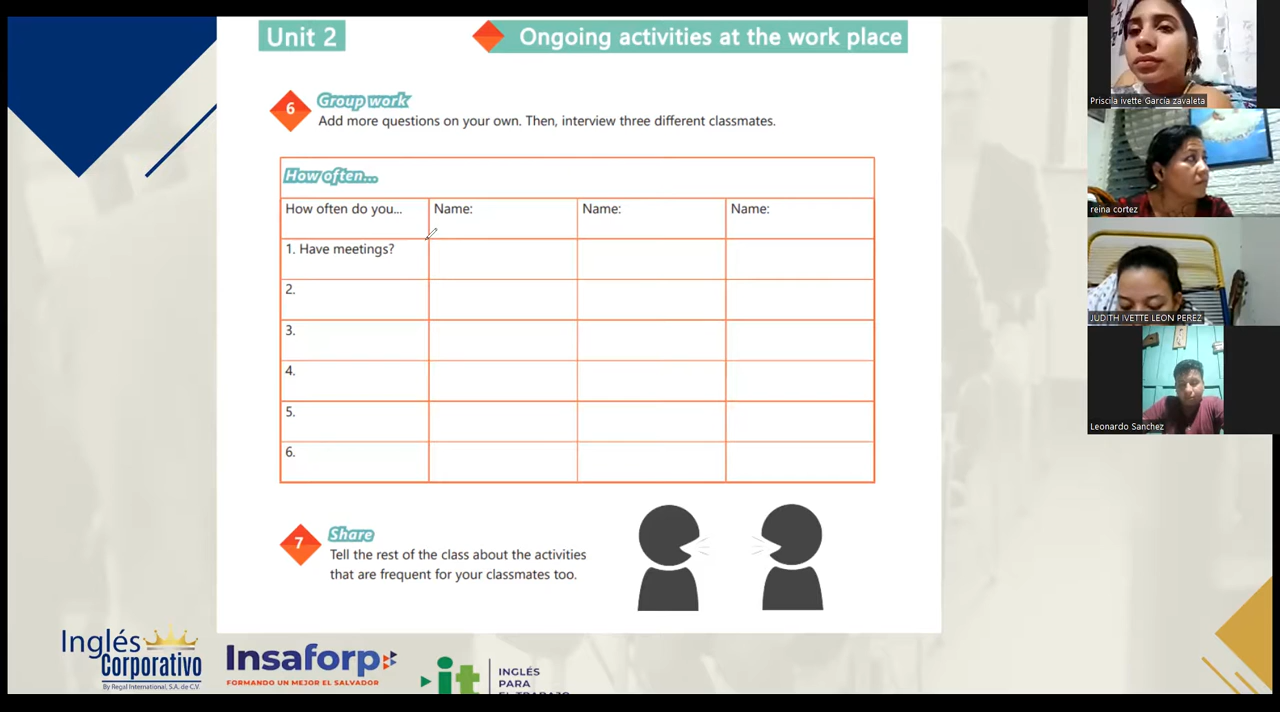 Unit 2
Ongoing activities at the work place
6
Group work
Add more questions on your own. Then, interview three different classmates.
How often...
How often do you...
Name:
Name:
Name:
1. Have meetings?
2.
3.
4.
5.
6.
7
Share
Tell the rest of the class about the activities
that are frequent for your classmates too.
Inglés
Corporativo
By Regal International, S.A. de C.V.
Insaforp
FORMANDO UN MEJOR EL SALVADOR
it
INGLÉS
PARA
EL TRABAJO
Priscila ivette García zavaleta
reina cortez
JUDITH IVETTE LEON PEREZ
Leonardo Sanchez